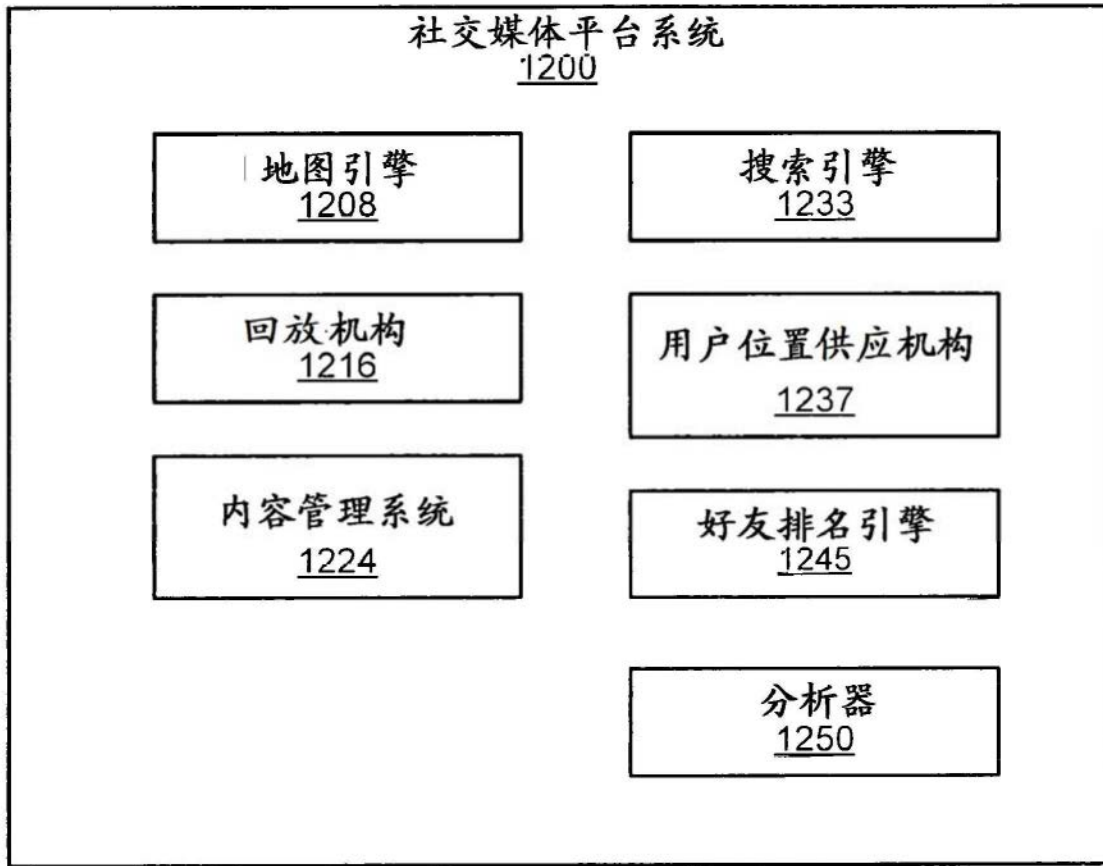 社交媒体平台系统
1200
地图引擎
1208
回放机构
1216
内容管理系统
1224
搜索引擎
1233
用户位置供应机构
1237
好友排名引擎
1245
分析器
1250